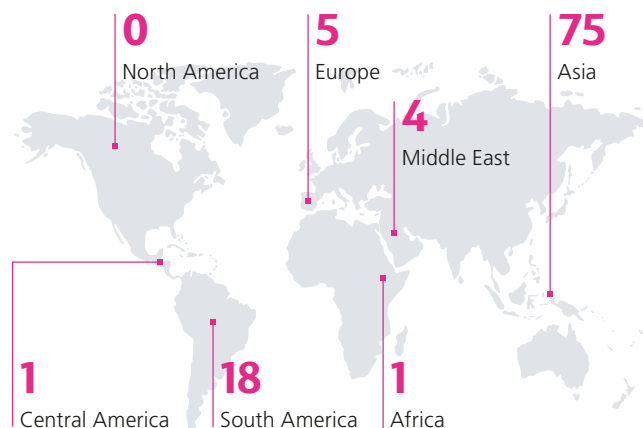 0
North America
5
Europe
75
Asia
4
Middle East
1
Central America
18
South America
1
Africa